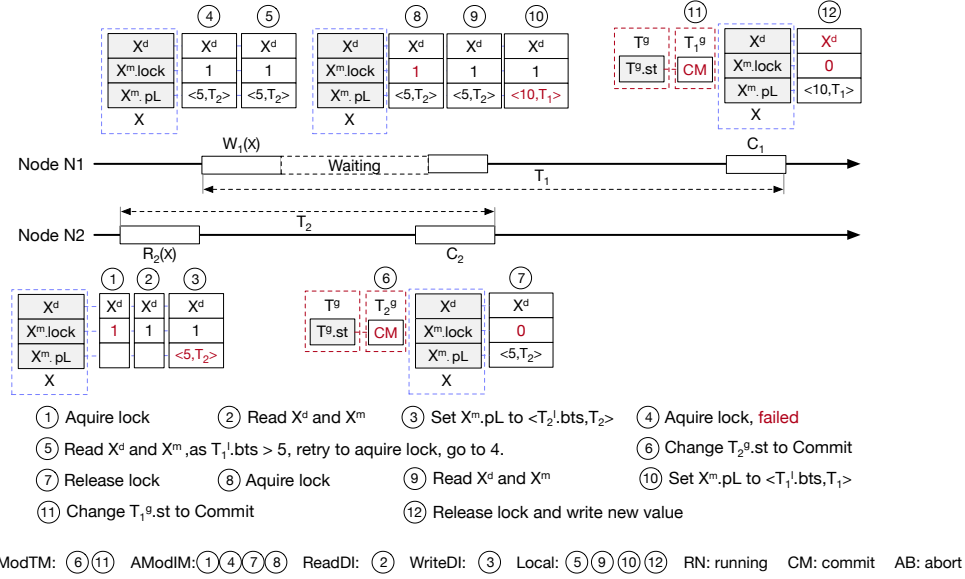 ④ ⑤ ⑧ ⑨ ⑩ ⑪ ⑫
Xᵈ Xᵈ Xᵈ
Xᵐ.lock 1 1
Xᵐ. pL <5,T₂> <5,T₂>
X
Xᵈ Xᵈ Xᵈ Xᵈ
Xᵐ.lock 1 1 1
Xᵐ. pL <5,T₂> <5,T₂> <10,T₁>
X
Tᵍ T₁ᵍ
Tᵍ.st CM
Xᵈ Xᵈ
Xᵐ.lock 0
Xᵐ. pL <10,T₁>
X
W₁(x) C₁
Node N1 Waiting
T₁
T₂
Node N2
R₂(x) C₂
① ② ③ ⑥ ⑦
Xᵈ Xᵈ Xᵈ Xᵈ
Xᵐ.lock 1 1 1
Xᵐ. pL <5,T₂>
X
Tᵍ T₂ᵍ
Tᵍ.st CM
Xᵈ Xᵈ
Xᵐ.lock 0
Xᵐ. pL <5,T₂>
X
① Aquire lock ② Read Xᵈ and Xᵐ ③ Set Xᵐ.pL to <T₂ˡ.bts,T₂> ④ Aquire lock, failed
⑤ Read Xᵈ and Xᵐ ,as T₁ˡ.bts > 5, retry to aquire lock, go to 4. ⑥ Change T₂ᵍ.st to Commit
⑦ Release lock ⑧ Aquire lock ⑨ Read Xᵈ and Xᵐ ⑩ Set Xᵐ.pL to <T₁ˡ.bts,T₁>
⑪ Change T₁ᵍ.st to Commit ⑫ Release lock and write new value
ModTM: ⑥⑪ AModIM:①④⑦⑧ ReadDI: ② WriteDI: ③ Local: ⑤⑨⑩⑫ RN: running CM: commit AB: abort